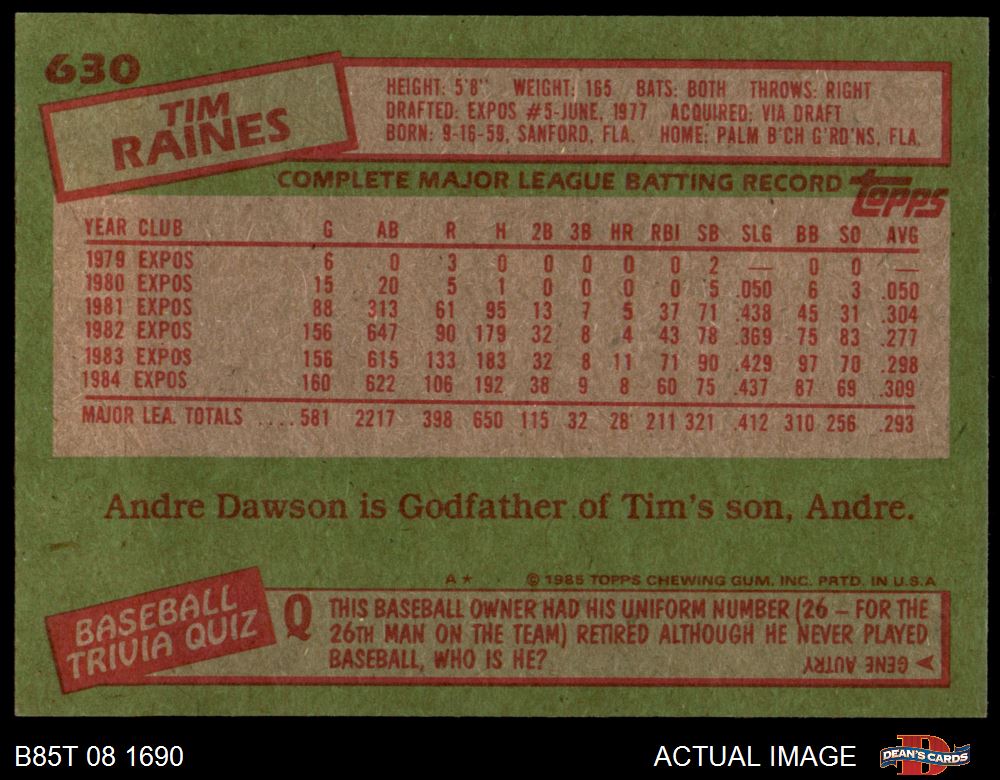 630
TIM
RAINES
HEIGHT: 5'8" WEIGHT: 165 BATS: BOTH THROWS: RIGHT
DRAFTED: EXPOS #5-JUNE, 1977 ACQUIRED: VIA DRAFT
BORN: 9-16-59, SANFORD, FLA. HOME: PALM B'CH G'RD'NS, FLA.
COMPLETE MAJOR LEAGUE BATTING RECORD topps
YEAR CLUB G AB R H 2B 3B HR RBI SB SLG BB SO AVG
1979 EXPOS 6 0 3 0 0 0 0 0 2 — 0 0 —
1980 EXPOS 15 20 5 1 0 0 0 0 5 .050 6 3 .050
1981 EXPOS 88 313 61 95 13 7 5 37 71 .438 45 31 .304
1982 EXPOS 156 647 90 179 32 8 4 43 78 .369 75 83 .277
1983 EXPOS 156 615 133 183 32 8 11 71 90 .429 97 70 .298
1984 EXPOS 160 622 106 192 38 9 8 60 75 .437 87 69 .309
MAJOR LEA. TOTALS ....581 2217 398 650 115 32 28 211 321 .412 310 256 .293
Andre Dawson is Godfather of Tim's son, Andre.
A* © 1985 TOPPS CHEWING GUM, INC. PRTD. IN U.S.A
BASEBALL
TRIVIA QUIZ
Q THIS BASEBALL OWNER HAD HIS UNIFORM NUMBER (26 – FOR THE
26TH MAN ON THE TEAM) RETIRED ALTHOUGH HE NEVER PLAYED
BASEBALL, WHO IS HE?
GENE AUTRY
B85T 08 1690 ACTUAL IMAGE DEAN'S CARDS